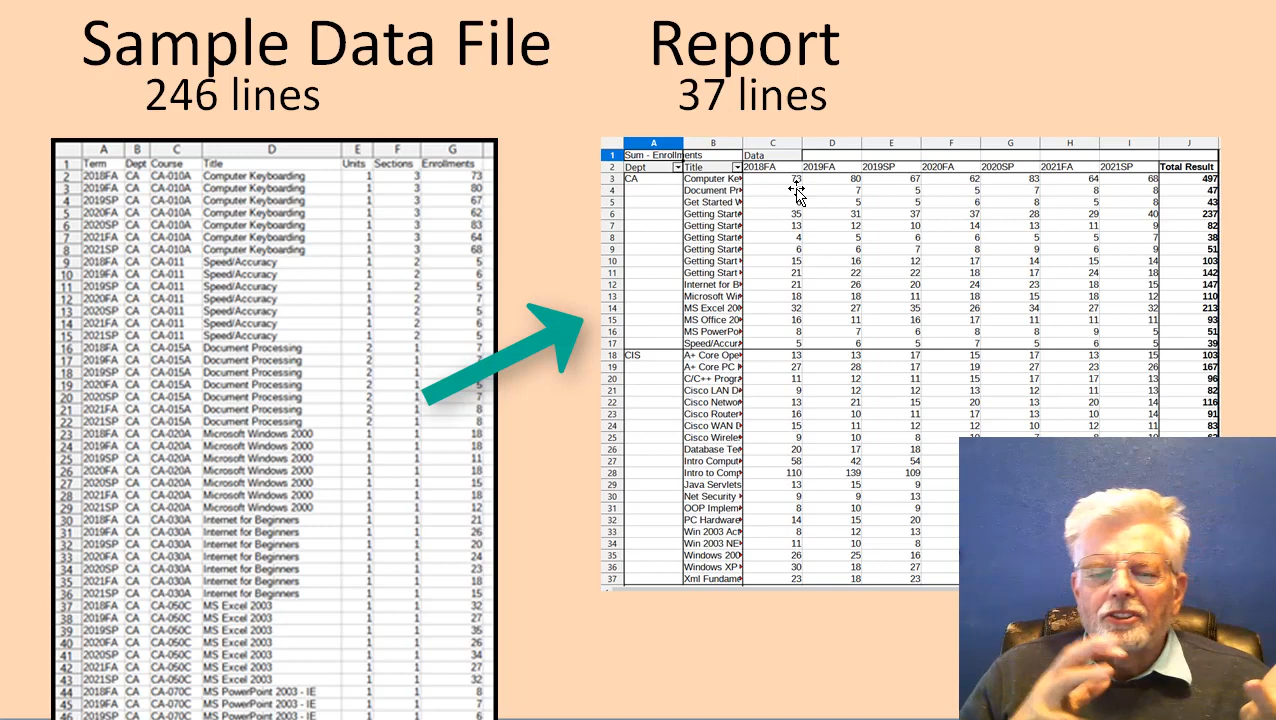 Sample Data File
246 lines
Report
37 lines
A B C D E F G
1 Term Dept Course Title Units Sections Enrollments
2 2018FA CA CA-010A Computer Keyboarding 1 3 73
3 2019FA CA CA-010A Computer Keyboarding 1 3 80
4 2019SP CA CA-010A Computer Keyboarding 1 3 67
5 2020FA CA CA-010A Computer Keyboarding 1 3 62
6 2020SP CA CA-010A Computer Keyboarding 1 3 83
7 2021FA CA CA-010A Computer Keyboarding 1 3 64
8 2021SP CA CA-010A Computer Keyboarding 1 3 68
9 2018FA CA CA-011 Speed/Accuracy 1 2 5
10 2019FA CA CA-011 Speed/Accuracy 1 2 6
11 2019SP CA CA-011 Speed/Accuracy 1 2 5
12 2020FA CA CA-011 Speed/Accuracy 1 2 7
13 2020SP CA CA-011 Speed/Accuracy 1 2 5
14 2021FA CA CA-011 Speed/Accuracy 1 2 6
15 2021SP CA CA-011 Speed/Accuracy 1 2 5
16 2018FA CA CA-015A Document Processing 2 1 7
17 2019FA CA CA-015A Document Processing 2 1
18 2019SP CA CA-015A Document Processing 2
19 2020FA CA CA-015A Document Processing 2
20 2020SP CA CA-015A Document Processing 2 7
21 2021FA CA CA-015A Document Processing 2 1 8
22 2021SP CA CA-015A Document Processing 2 1 8
23 2018FA CA CA-020A Microsoft Windows 2000 1 1 18
24 2019FA CA CA-020A Microsoft Windows 2000 1 1 18
25 2019SP CA CA-020A Microsoft Windows 2000 1 1 11
26 2020FA CA CA-020A Microsoft Windows 2000 1 1 18
27 2020SP CA CA-020A Microsoft Windows 2000 1 1 15
28 2021FA CA CA-020A Microsoft Windows 2000 1 1 18
29 2021SP CA CA-020A Microsoft Windows 2000 1 1 12
30 2018FA CA CA-030A Internet for Beginners 1 1 21
31 2019FA CA CA-030A Internet for Beginners 1 1 26
32 2019SP CA CA-030A Internet for Beginners 1 1 20
33 2020FA CA CA-030A Internet for Beginners 1 1 24
34 2020SP CA CA-030A Internet for Beginners 1 1 23
35 2021FA CA CA-030A Internet for Beginners 1 1 18
36 2021SP CA CA-030A Internet for Beginners 1 1 15
37 2018FA CA CA-050C MS Excel 2003 1 1 32
38 2019FA CA CA-050C MS Excel 2003 1 1 27
39 2019SP CA CA-050C MS Excel 2003 1 1 35
40 2020FA CA CA-050C MS Excel 2003 1 1 26
41 2020SP CA CA-050C MS Excel 2003 1 1 34
42 2021FA CA CA-050C MS Excel 2003 1 1 27
43 2021SP CA CA-050C MS Excel 2003 1 1 32
44 2018FA CA CA-070C MS PowerPoint 2003 - IE 1 1 8
45 2019FA CA CA-070C MS PowerPoint 2003 - IE 1 1 7
46 2019SP CA CA-070C MS PowerPoint 2003 - IE 1 1 6
A B C D E F G H I J
1 Sum - Enrollments Data
2 Dept Title 2018FA 2019FA 2019SP 2020FA 2020SP 2021FA 2021SP Total Result
3 CA Computer Ke 73 80 67 62 83 64 68 497
4 Document Pr 7 5 5 7 8 8 47
5 Get Started W 5 5 6 8 5 8 43
6 Getting Start 35 31 37 37 28 29 40 237
7 Getting Start 13 12 10 14 13 11 9 82
8 Getting Start 4 5 6 6 5 5 7 38
9 Getting Start 6 6 7 8 9 6 9 51
10 Getting Start 15 16 12 17 14 15 14 103
11 Getting Start 21 22 22 18 17 24 18 142
12 Internet for B 21 26 20 24 23 18 15 147
13 Microsoft Wi 18 18 11 18 15 18 12 110
14 MS Excel 200 32 27 35 26 34 27 32 213
15 MS Office 20 16 11 16 17 11 11 11 93
16 MS PowerPo 8 7 6 8 8 9 5 51
17 Speed/Accur 5 6 5 7 5 6 5 39
18 CIS A+ Core Ope 13 13 17 15 17 13 15 103
19 A+ Core PC 27 28 17 19 27 23 26 167
20 C/C++ Progr 11 12 11 15 17 17 13 96
21 Cisco LAN D 9 12 12 13 12 11 13 82
22 Cisco Netwo 13 21 15 20 13 20 14 116
23 Cisco Router 16 10 11 17 13 10 14 91
24 Cisco WAN 15 11 12 12 10 12 11 83
25 Cisco Wirele 9 10 8
26 Database Te 20 17 18
27 Intro Comput 58 42 54
28 Intro to Comp 110 139 109
29 Java Servlets 13 15 9
30 Net Security 9 9 13
31 OOP Implem 8 10 9
32 PC Hardware 14 15 20
33 Win 2003 Ac 8 12 13
34 Win 2003 NE 11 10 8
35 Windows 200 26 25 16
36 Windows XP 30 18 27
37 Xml Fundame 23 18 23